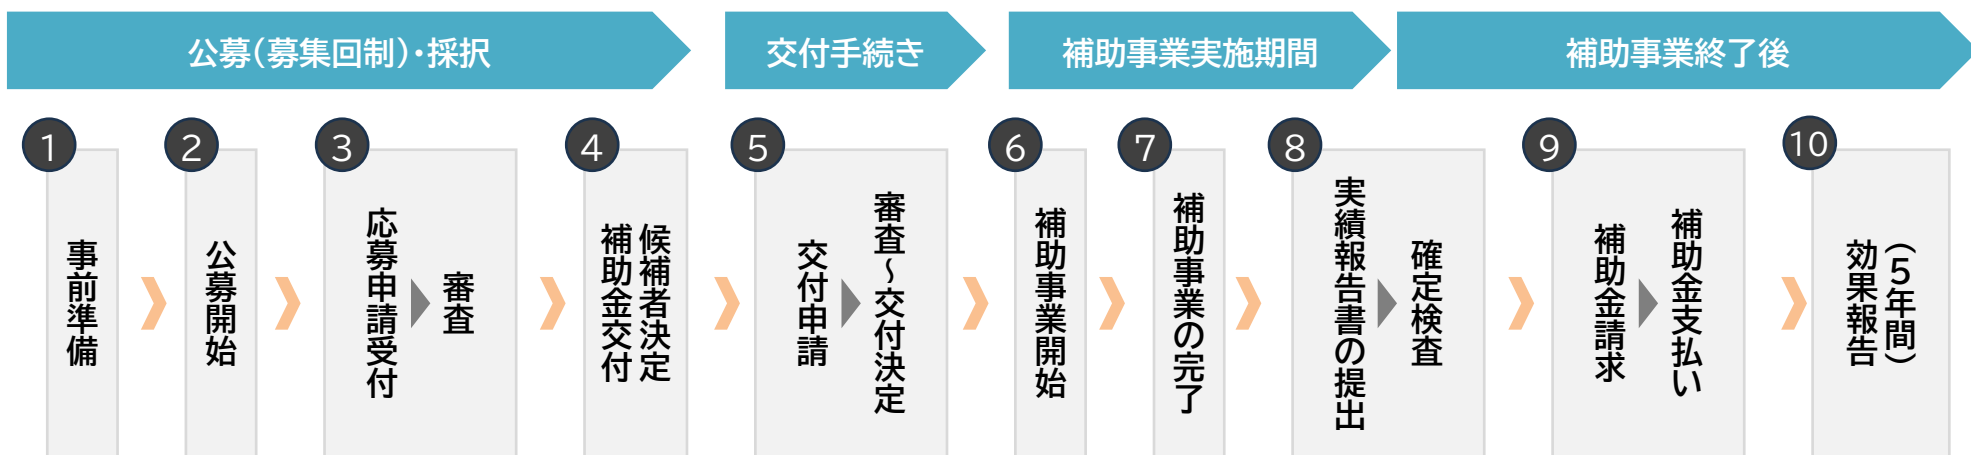 公募(募集回制)・採択
交付手続き
補助事業実施期間
補助事業終了後
1
事前準備
2
公募開始
3
応募申請受付
審査
4
補助金交付
候補者決定
5
交付申請
審査～交付決定
6
補助事業開始
7
補助事業の完了
8
実績報告書の提出
確定検査
9
補助金請求
補助金支払い
10
効果報告
(5年間)